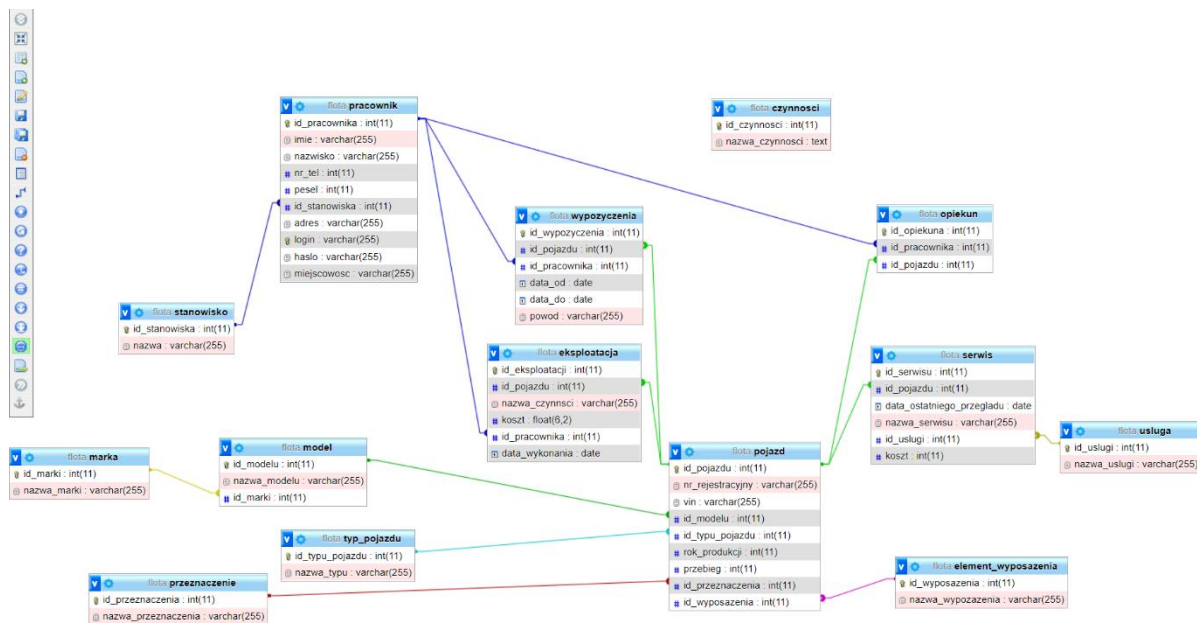 flota pracownik
id_pracownika : int(11)
imie : varchar(255)
nazwisko : varchar(255)
nr_tel : int(11)
pesel : int(11)
id_stanowiska : int(11)
adres : varchar(255)
login : varchar(255)
haslo : varchar(255)
miejscowosc : varchar(255)
flota czynnosci
id_czynnosci : int(11)
nazwa_czynnosci : text
flota wypozyczenia
id_wypozyczenia : int(11)
id_pojazdu : int(11)
id_pracownika : int(11)
data_od : date
data_do : date
powod : varchar(255)
flota opiekun
id_opiekuna : int(11)
id_pracownika : int(11)
id_pojazdu : int(11)
flota stanowisko
id_stanowiska : int(11)
nazwa : varchar(255)
flota eksploatacja
id_eksploatacji : int(11)
id_pojazdu : int(11)
nazwa_czynnsci : varchar(255)
koszt : float(6,2)
id_pracownika : int(11)
data_wykonania : date
flota serwis
id_serwisu : int(11)
id_pojazdu : int(11)
data_ostatniego_przegladu : date
nazwa_serwisu : varchar(255)
id_uslugi : int(11)
koszt : int(11)
flota usluga
id_uslugi : int(11)
nazwa_uslugi : varchar(255)
flota marka
id_marki : int(11)
nazwa_marki : varchar(255)
flota model
id_modelu : int(11)
nazwa_modelu : varchar(255)
id_marki : int(11)
flota pojazd
id_pojazdu : int(11)
nr_rejestracyjny : varchar(255)
vin : varchar(255)
id_modelu : int(11)
id_typu_pojazdu : int(11)
rok_produkcji : int(11)
przebieg : int(11)
id_przeznaczenia : int(11)
id_wyposazenia : int(11)
flota typ_pojazdu
id_typu_pojazdu : int(11)
nazwa_typu : varchar(255)
flota przeznaczenie
id_przeznaczenia : int(11)
nazwa_przeznaczenia : varchar(255)
flota element_wyposazenia
id_wyposazenia : int(11)
nazwa_wypozazenia : varchar(255)